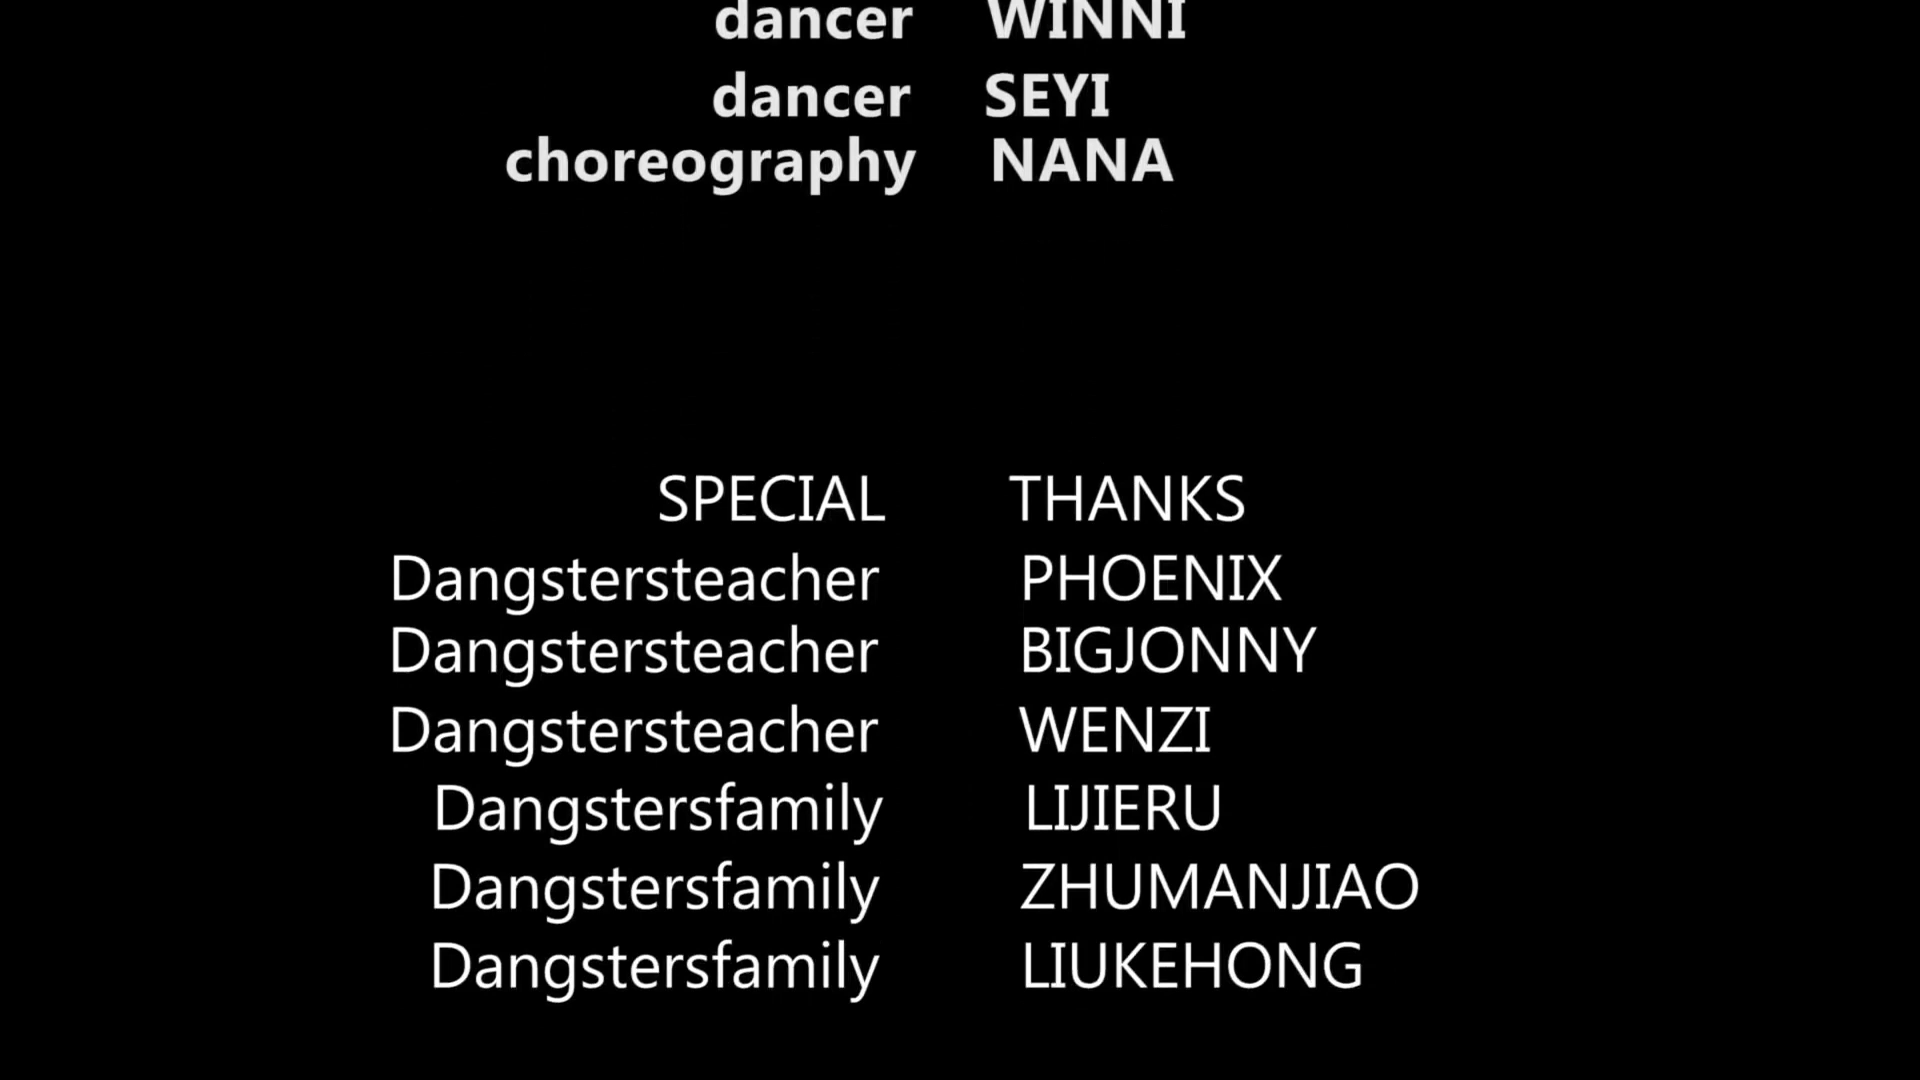 dancer WINNI
dancer SEYI
choreography NANA
SPECIAL THANKS
Dangstersteacher PHOENIX
Dangstersteacher BIGJONNY
Dangstersteacher WENZI
Dangstersfamily LIJIERU
Dangstersfamily ZHUMANJIAO
Dangstersfamily LIUKEHONG